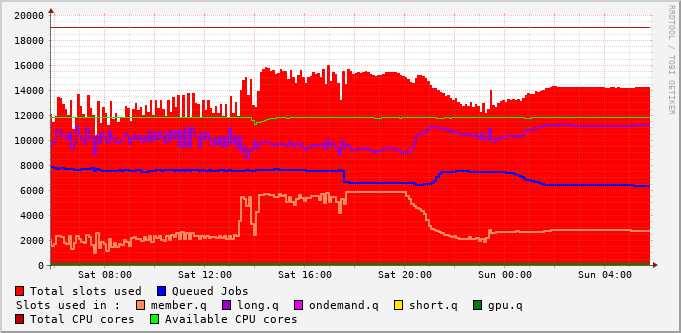 20000
18000
16000
14000
12000
10000
8000
6000
4000
2000
0
Sat 08:00 Sat 12:00 Sat 16:00 Sat 20:00 Sun 00:00 Sun 04:00
RRDTOOL / TOBI OETIKER
Total slots used Queued Jobs
Slots used in : member.q long.q ondemand.q short.q gpu.q
Total CPU cores Available CPU cores